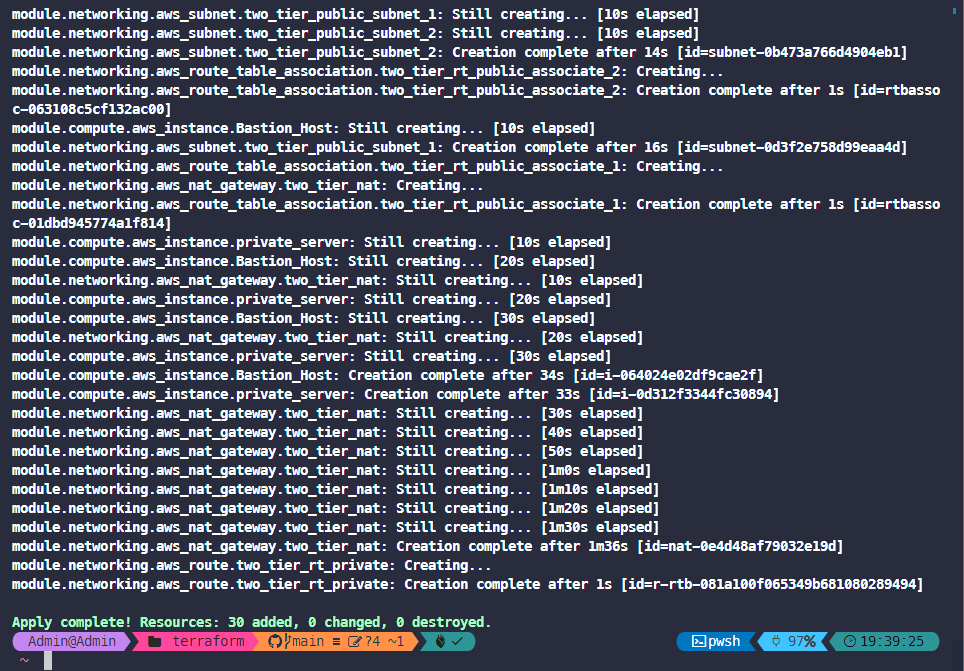 module.networking.aws_subnet.two_tier_public_subnet_1: Still creating... [10s elapsed]
module.networking.aws_subnet.two_tier_public_subnet_2: Still creating... [10s elapsed]
module.networking.aws_subnet.two_tier_public_subnet_2: Creation complete after 14s [id=subnet-0b473a766d4904eb1]
module.networking.aws_route_table_association.two_tier_rt_public_associate_2: Creating...
module.networking.aws_route_table_association.two_tier_rt_public_associate_2: Creation complete after 1s [id=rtbasso
c-063108c5cf132ac00]
module.compute.aws_instance.Bastion_Host: Still creating... [10s elapsed]
module.networking.aws_subnet.two_tier_public_subnet_1: Creation complete after 16s [id=subnet-0d3f2e758d99eaa4d]
module.networking.aws_route_table_association.two_tier_rt_public_associate_1: Creating...
module.networking.aws_nat_gateway.two_tier_nat: Creating...
module.networking.aws_route_table_association.two_tier_rt_public_associate_1: Creation complete after 1s [id=rtbasso
c-01dbd945774a1f814]
module.compute.aws_instance.private_server: Still creating... [10s elapsed]
module.compute.aws_instance.Bastion_Host: Still creating... [20s elapsed]
module.networking.aws_nat_gateway.two_tier_nat: Still creating... [10s elapsed]
module.compute.aws_instance.private_server: Still creating... [20s elapsed]
module.compute.aws_instance.Bastion_Host: Still creating... [30s elapsed]
module.networking.aws_nat_gateway.two_tier_nat: Still creating... [20s elapsed]
module.compute.aws_instance.private_server: Still creating... [30s elapsed]
module.compute.aws_instance.Bastion_Host: Creation complete after 34s [id=i-064024e02df9cae2f]
module.compute.aws_instance.private_server: Creation complete after 33s [id=i-0d312f3344fc30894]
module.networking.aws_nat_gateway.two_tier_nat: Still creating... [30s elapsed]
module.networking.aws_nat_gateway.two_tier_nat: Still creating... [40s elapsed]
module.networking.aws_nat_gateway.two_tier_nat: Still creating... [50s elapsed]
module.networking.aws_nat_gateway.two_tier_nat: Still creating... [1m0s elapsed]
module.networking.aws_nat_gateway.two_tier_nat: Still creating... [1m10s elapsed]
module.networking.aws_nat_gateway.two_tier_nat: Still creating... [1m20s elapsed]
module.networking.aws_nat_gateway.two_tier_nat: Still creating... [1m30s elapsed]
module.networking.aws_nat_gateway.two_tier_nat: Creation complete after 1m36s [id=nat-0e4d48af79032e19d]
module.networking.aws_route.two_tier_rt_private: Creating...
module.networking.aws_route.two_tier_rt_private: Creation complete after 1s [id=r-rtb-081a100f065349b681080289494]
Apply complete! Resources: 30 added, 0 changed, 0 destroyed.
Admin@Admin terraform main ≡ ?4 ~1 ✓ pwsh 97% 19:39:25
~